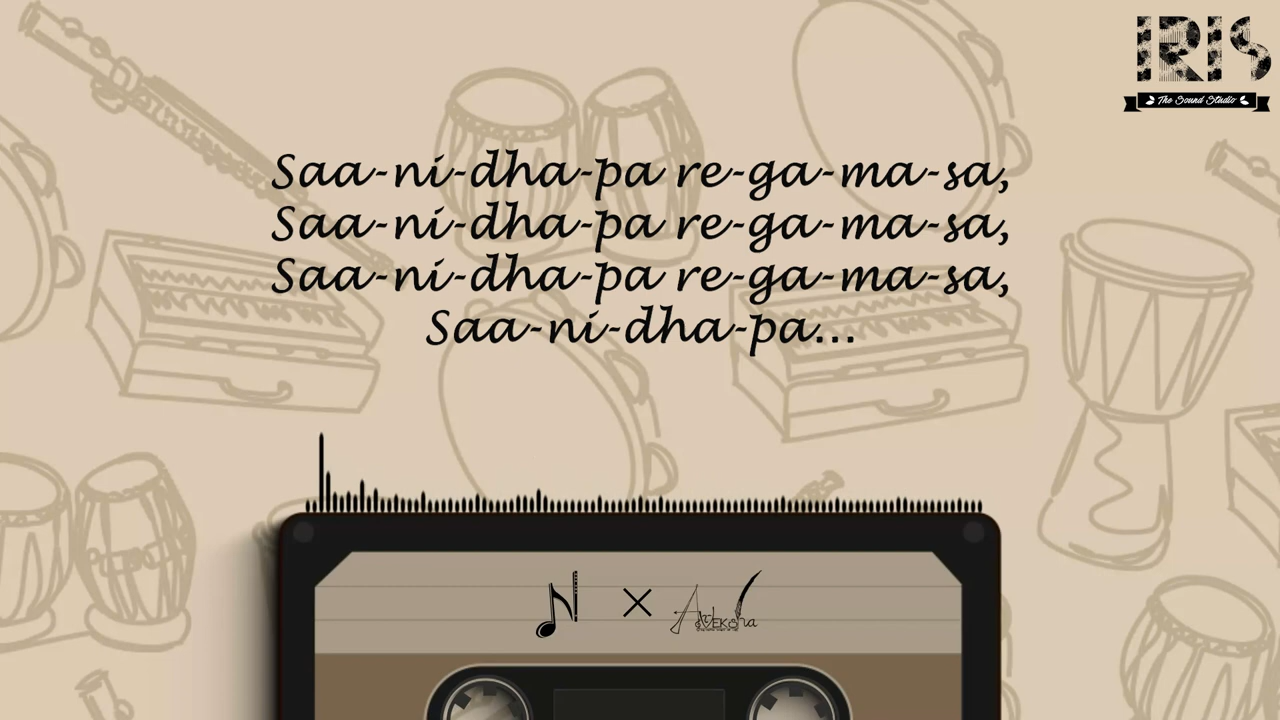 IRIS
The Sound Studio
Saa-ni-dha-pa re-ga-ma-sa,
Saa-ni-dha-pa re-ga-ma-sa,
Saa-ni-dha-pa re-ga-ma-sa,
Saa-ni-dha-pa...